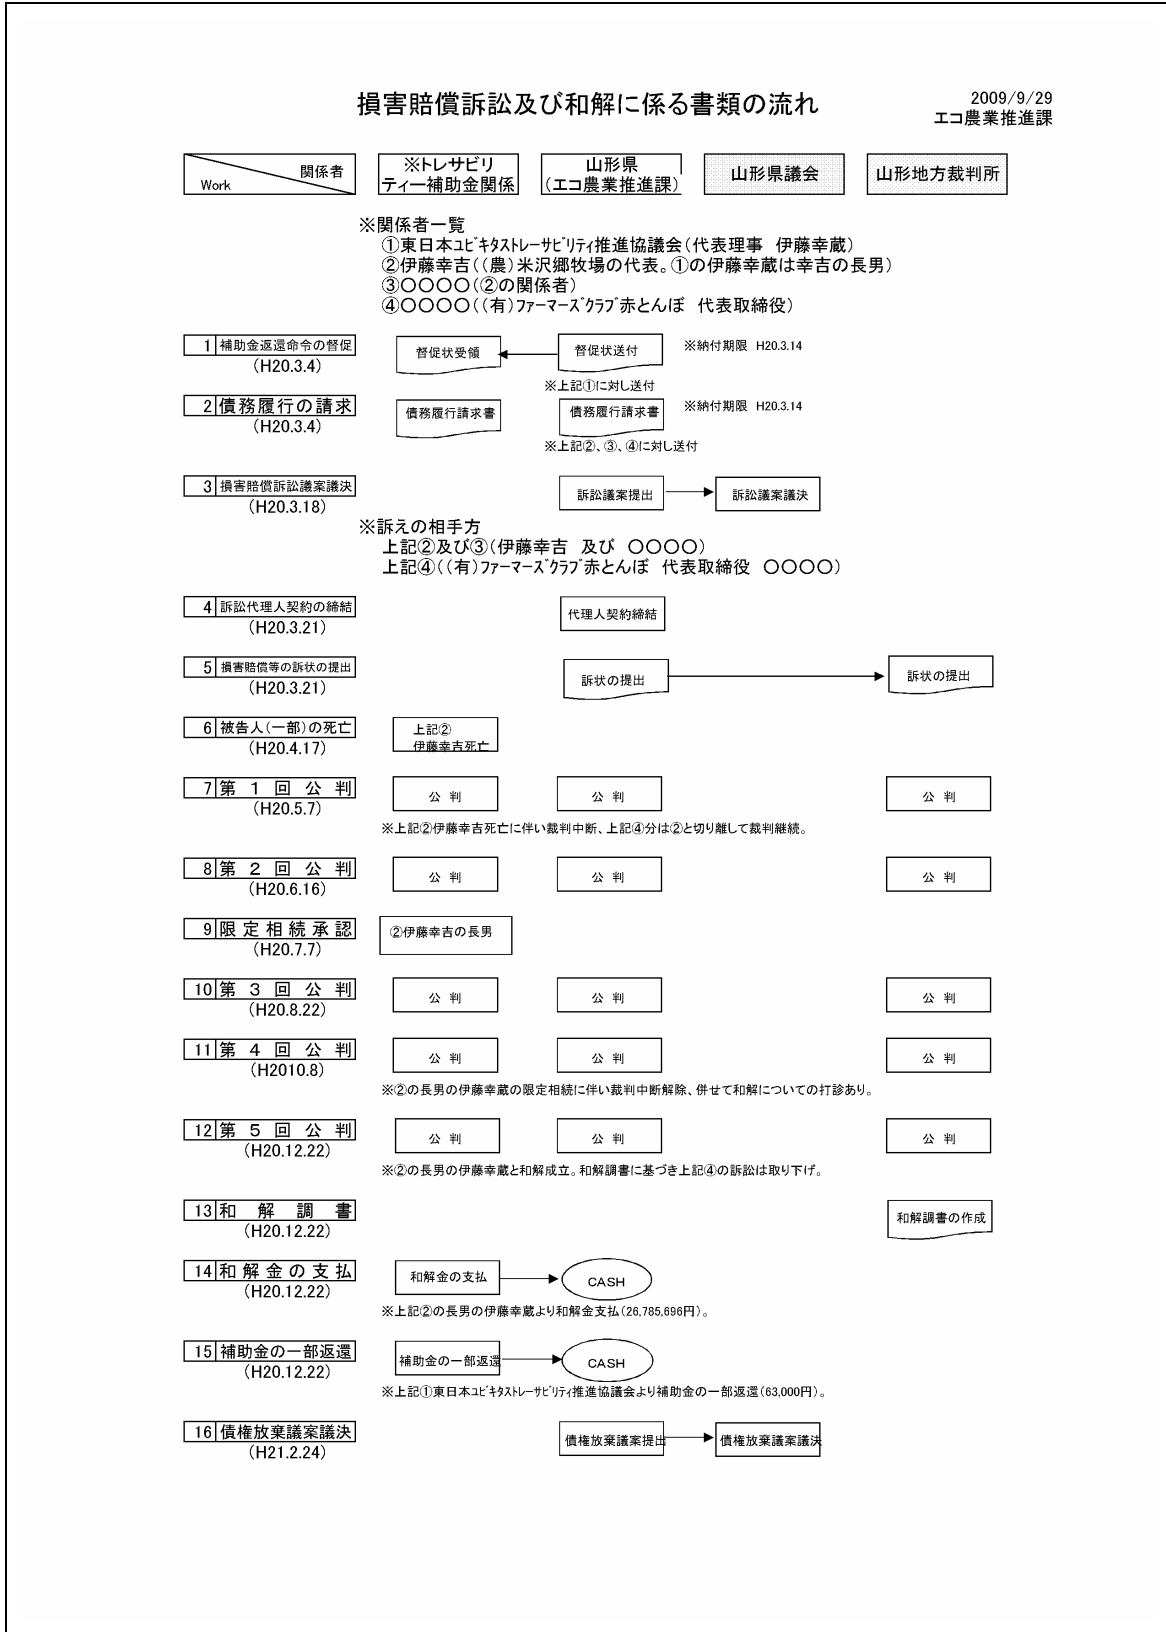 損害賠償訴訟及び和解に係る書類の流れ
2009/9/29
エコ農業推進課
関係者
Work
※トレサビリ
ティー補助金関係
山形県
(エコ農業推進課)
山形県議会
山形地方裁判所
※関係者一覧
①東日本ユビキタストレーサビリティ推進協議会(代表理事 伊藤幸蔵)
②伊藤幸吉((農)米沢郷牧場の代表。①の伊藤幸蔵は幸吉の長男)
③〇〇〇〇(②の関係者)
④〇〇〇〇((有)ファーマーズクラブ赤とんぼ 代表取締役)
1 補助金返還命令の督促
(H20.3.4)
督促状受領
督促状送付
※納付期限 H20.3.14
※上記①に対し送付
2 債務履行の請求
(H20.3.4)
債務履行請求書
債務履行請求書
※納付期限 H20.3.14
※上記②、③、④に対し送付
3 損害賠償訴訟議案議決
(H20.3.18)
訴訟議案提出
訴訟議案議決
※訴えの相手方
上記②及び③(伊藤幸吉 及び 〇〇〇〇)
上記④((有)ファーマーズクラブ赤とんぼ 代表取締役 〇〇〇〇)
4 訴訟代理人契約の締結
(H20.3.21)
代理人契約締結
5 損害賠償等の訴状の提出
(H20.3.21)
訴状の提出
訴状の提出
6 被告人(一部)の死亡
(H20.4.17)
上記②
伊藤幸吉死亡
7 第1回公判
(H20.5.7)
公判
公判
公判
※上記②伊藤幸吉死亡に伴い裁判中断、上記④分は②と切り離して裁判継続。
8 第2回公判
(H20.6.16)
公判
公判
公判
9 限定相続承認
(H20.7.7)
②伊藤幸吉の長男
10 第3回公判
(H20.8.22)
公判
公判
公判
11 第4回公判
(H2010.8)
公判
公判
公判
※②の長男の伊藤幸蔵の限定相続に伴い裁判中断解除、併せて和解についての打診あり。
12 第5回公判
(H20.12.22)
公判
公判
公判
※②の長男の伊藤幸蔵と和解成立。和解調書に基づき上記④の訴訟は取り下げ。
13 和解調書
(H20.12.22)
和解調書の作成
14 和解金の支払
(H20.12.22)
和解金の支払
CASH
※上記②の長男の伊藤幸蔵より和解金支払(26,785,696円)。
15 補助金の一部返還
(H20.12.22)
補助金の一部返還
CASH
※上記①東日本ユビキタストレーサビリティ推進協議会より補助金の一部返還(63,000円)。
16 債権放棄議案議決
(H21.2.24)
債権放棄議案提出
債権放棄議案議決